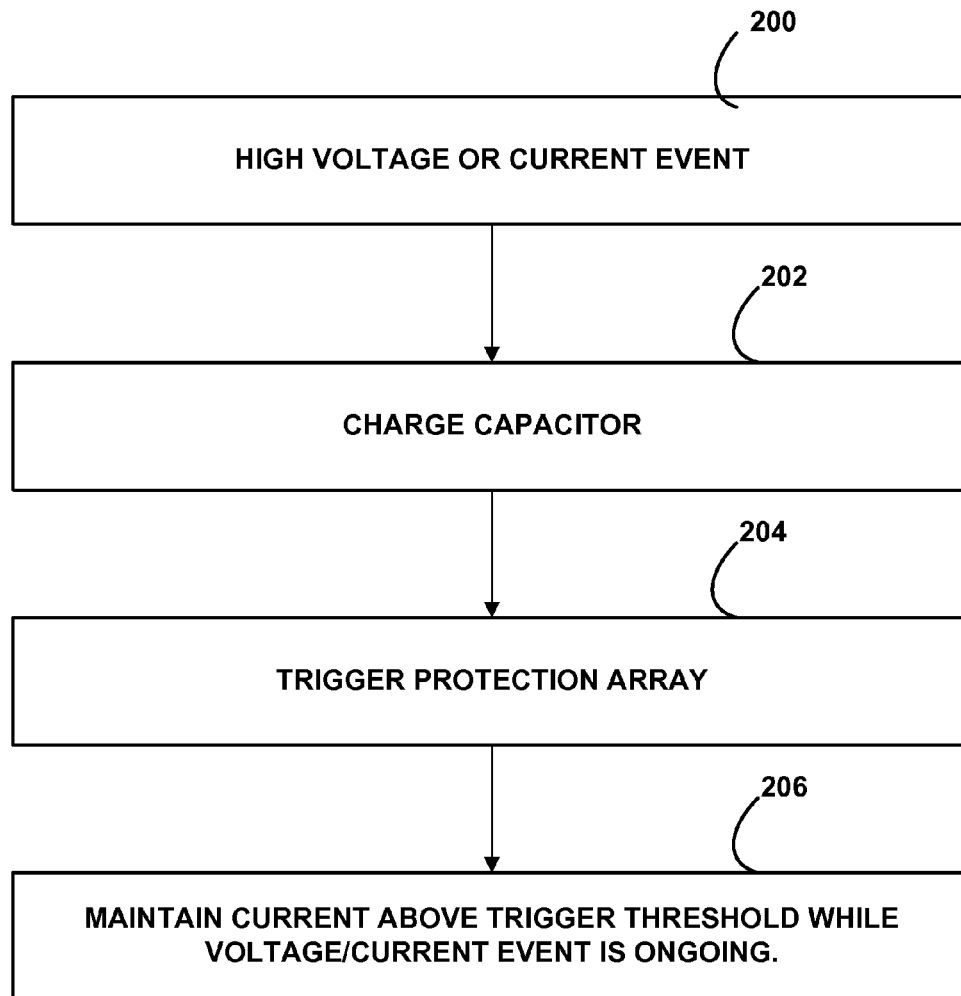 200
HIGH VOLTAGE OR CURRENT EVENT
202
CHARGE CAPACITOR
204
TRIGGER PROTECTION ARRAY
206
MAINTAIN CURRENT ABOVE TRIGGER THRESHOLD WHILE
VOLTAGE/CURRENT EVENT IS ONGOING.